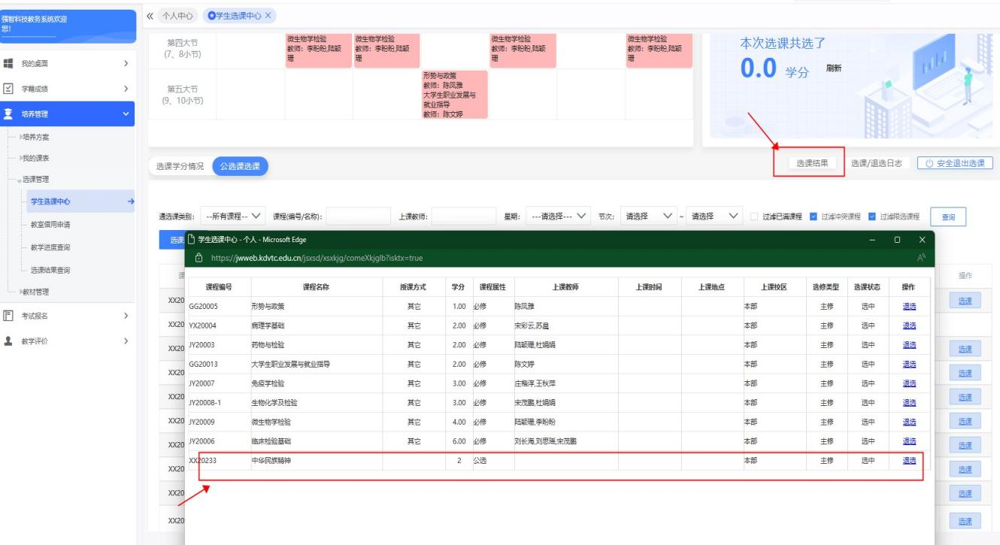 强智科技教务系统欢迎
您!
个人中心
学生选课中心
我的桌面
学籍成绩
培养管理
培养方案
我的课表
选课管理
学生选课中心
教室借用申请
教学进度查询
选课结果查询
教材管理
考试报名
教学评价
第四大节
(7、8小节)
微生物学检验
教师: 李盼盼,陆颖
珊
微生物学检验
教师: 李盼盼,陆颖
珊
微生物学检验
教师: 李盼盼,陆颖
珊
微生物学检验
教师: 李盼盼,陆颖
珊
第五大节
(9、10小节)
形势与政策
教师: 陈凤雅
大学生职业发展与
就业指导
教师: 陈文婷
本次选课共选了
0.0 学分 刷新
选课学分情况 公选课选课 选课结果 选课/退选日志 安全退出选课
通选课类别: --所有课程-- 课程(编号/名称): 上课教师: 星期: ---请选择--- 节次: 请选择 ~ 请选择 过滤已满课程 过滤冲突课程 过滤限选课程 查询
选课
学生选课中心 - 个人 - Microsoft Edge
https://jwweb.kdvtc.edu.cn/jsxsd/xsxkjg/comeXkjglb?isktx=true
课 操作
课程编号 课程名称 授课方式 学分 课程属性 上课教师 上课时间 上课地点 上课校区 选修类型 选课状态 操作
GG20005 形势与政策 其它 1.00 必修 陈凤雅 本部 主修 选中 退选
YX20004 病理学基础 其它 2.00 必修 宋彩云,苏晨 本部 主修 选中 退选
JY20003 药物与检验 其它 2.00 必修 陆颖珊,杜娟娟 本部 主修 选中 退选
GG20013 大学生职业发展与就业指导 其它 2.00 必修 陈文婷 本部 主修 选中 退选
JY20007 免疫学检验 其它 3.00 必修 庄楷淳,王秋萍 本部 主修 选中 退选
JY20008-1 生物化学及检验 其它 3.00 必修 宋茂鹏,杜娟娟 本部 主修 选中 退选
JY20009 微生物学检验 其它 4.00 必修 陆颖珊,李盼盼 本部 主修 选中 退选
JY20006 临床检验基础 其它 6.00 必修 刘长海,刘思瑶,宋茂鹏 本部 主修 选中 退选
XX20233 中华民族精神 2 公选 本部 主修 选中 退选
XX20 选课
XX20
XX20 选课
XX20 选课
XX20 选课
XX20 选课
XX20 选课
XX20 选课
XX20 选课
XX20 选课